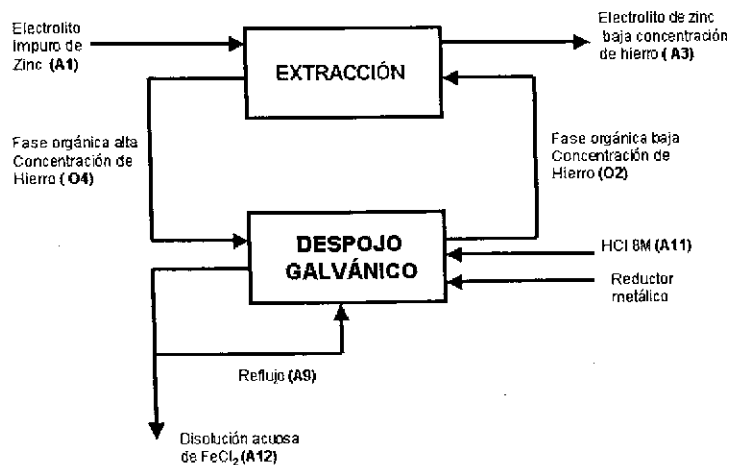 Electrolito
impuro de
Zinc (A1)
Electrolito de zinc
baja concentración
de hierro (A3)
EXTRACCIÓN
Fase orgánica alta
Concentración de
Hierro (O4)
Fase orgánica baja
Concentración de
Hierro (O2)
DESPOJO
GALVÁNICO
HCl 8M (A11)
Reductor
metálico
Reflujo (A9)
Disolución acuosa
de FeCl₂ (A12)